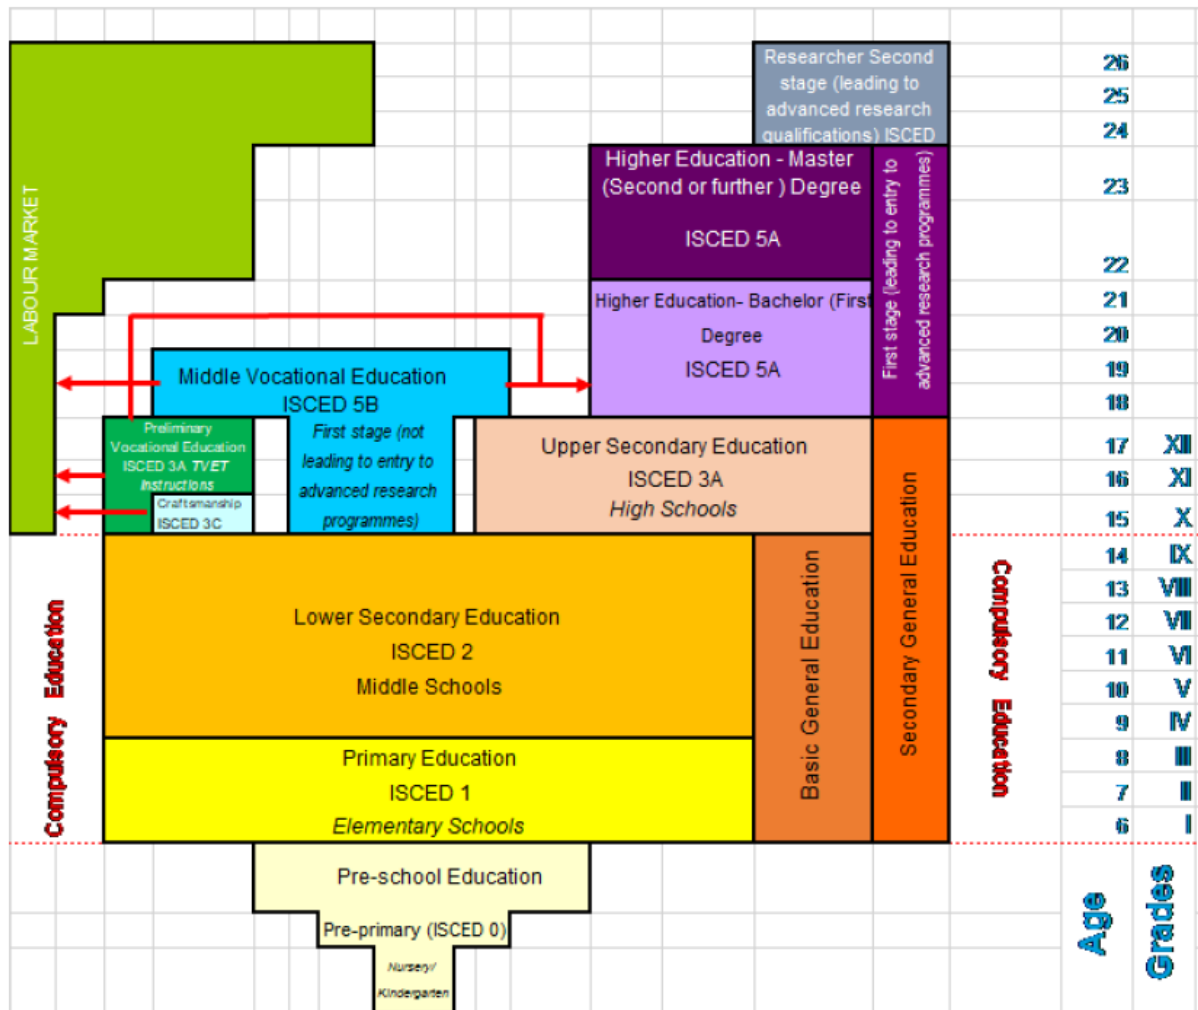 Researcher Second
stage (leading to
advanced research
qualifications) ISCED
Higher Education - Master
(Second or further ) Degree
ISCED 5A
First stage (leading to entry to
advanced research programmes)
LABOUR MARKET
Higher Education- Bachelor (First
Degree
ISCED 5A
Middle Vocational Education
ISCED 5B
First stage (not
leading to entry to
advanced research
programmes)
Preliminary
Vocational Education
ISCED 3A TVET
Instructions
Craftsmanship
ISCED 3C
Upper Secondary Education
ISCED 3A
High Schools
Lower Secondary Education
ISCED 2
Middle Schools
Primary Education
ISCED 1
Elementary Schools
Basic General Education
Secondary General Education
Compulsory Education
Compulsory Education
Pre-school Education
Pre-primary (ISCED 0)
Nursery/
Kindergarten
26
25
24
23
22
21
20
19
18
17 XII
16 XI
15 X
14 IX
13 VIII
12 VII
11 VI
10 V
9 IV
8 III
7 II
6 I
Age
Grades